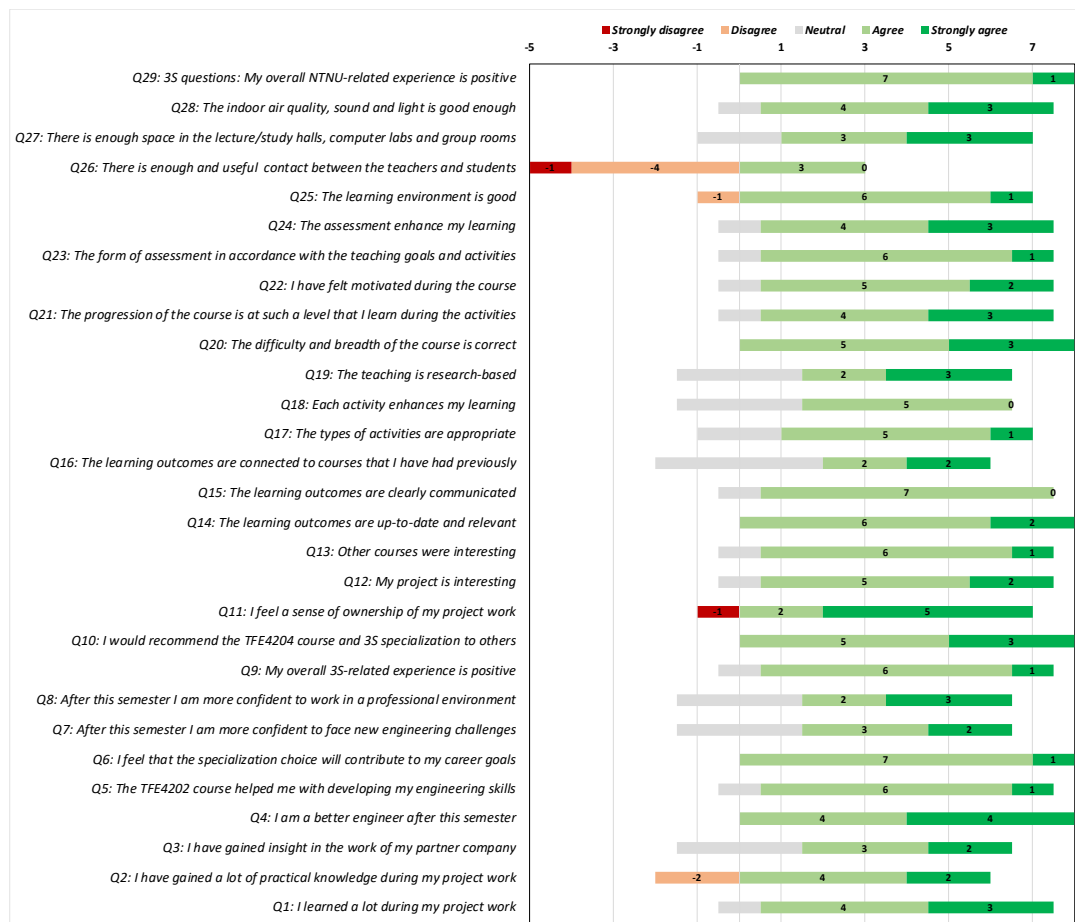 Strongly disagree Disagree Neutral Agree Strongly agree
-5 -3 -1 1 3 5 7
Q29: 3S questions: My overall NTNU-related experience is positive 7 1
Q28: The indoor air quality, sound and light is good enough 4 3
Q27: There is enough space in the lecture/study halls, computer labs and group rooms 3 3
Q26: There is enough and useful contact between the teachers and students -1 -4 3 0
Q25: The learning environment is good -1 6 1
Q24: The assessment enhance my learning 4 3
Q23: The form of assessment in accordance with the teaching goals and activities 6 1
Q22: I have felt motivated during the course 5 2
Q21: The progression of the course is at such a level that I learn during the activities 4 3
Q20: The difficulty and breadth of the course is correct 5 3
Q19: The teaching is research-based 2 3
Q18: Each activity enhances my learning 5 0
Q17: The types of activities are appropriate 5 1
Q16: The learning outcomes are connected to courses that I have had previously 2 2
Q15: The learning outcomes are clearly communicated 7 0
Q14: The learning outcomes are up-to-date and relevant 6 2
Q13: Other courses were interesting 6 1
Q12: My project is interesting 5 2
Q11: I feel a sense of ownership of my project work -1 2 5
Q10: I would recommend the TFE4204 course and 3S specialization to others 5 3
Q9: My overall 3S-related experience is positive 6 1
Q8: After this semester I am more confident to work in a professional environment 2 3
Q7: After this semester I am more confident to face new engineering challenges 3 2
Q6: I feel that the specialization choice will contribute to my career goals 7 1
Q5: The TFE4202 course helped me with developing my engineering skills 6 1
Q4: I am a better engineer after this semester 4 4
Q3: I have gained insight in the work of my partner company 3 2
Q2: I have gained a lot of practical knowledge during my project work -2 4 2
Q1: I learned a lot during my project work 4 3